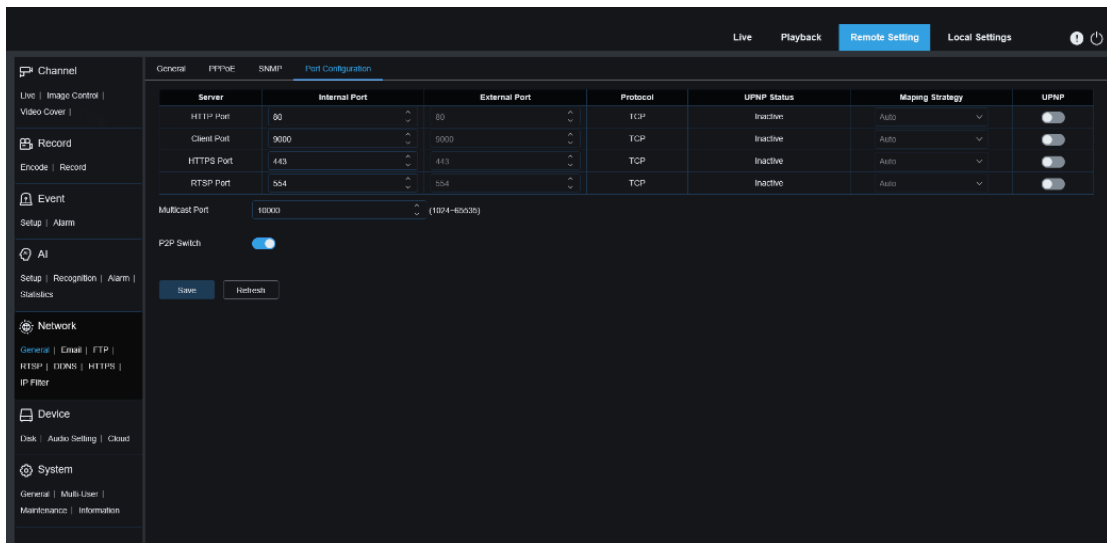 Live Playback Remote Setting Local Settings
Channel
Live | Image Control |
Video Cover |
Record
Encode | Record
Event
Setup | Alarm
AI
Setup | Recognition | Alarm |
Statistics
Network
General | Email | FTP |
RTSP | DDNS | HTTPS |
IP Filter
Device
Disk | Audio Setting | Cloud
System
General | Multi-User |
Maintenance | Information
General PPPoE SNMP Port Configuration
Server Internal Port External Port Protocol UPNP Status Maping Strategy UPNP
HTTP Port 80 80 TCP Inactive Auto
Client Port 9000 9000 TCP Inactive Auto
HTTPS Port 443 443 TCP Inactive Auto
RTSP Port 554 554 TCP Inactive Auto
Multicast Port 10000 (1024~65535)
P2P Switch
Save Refresh